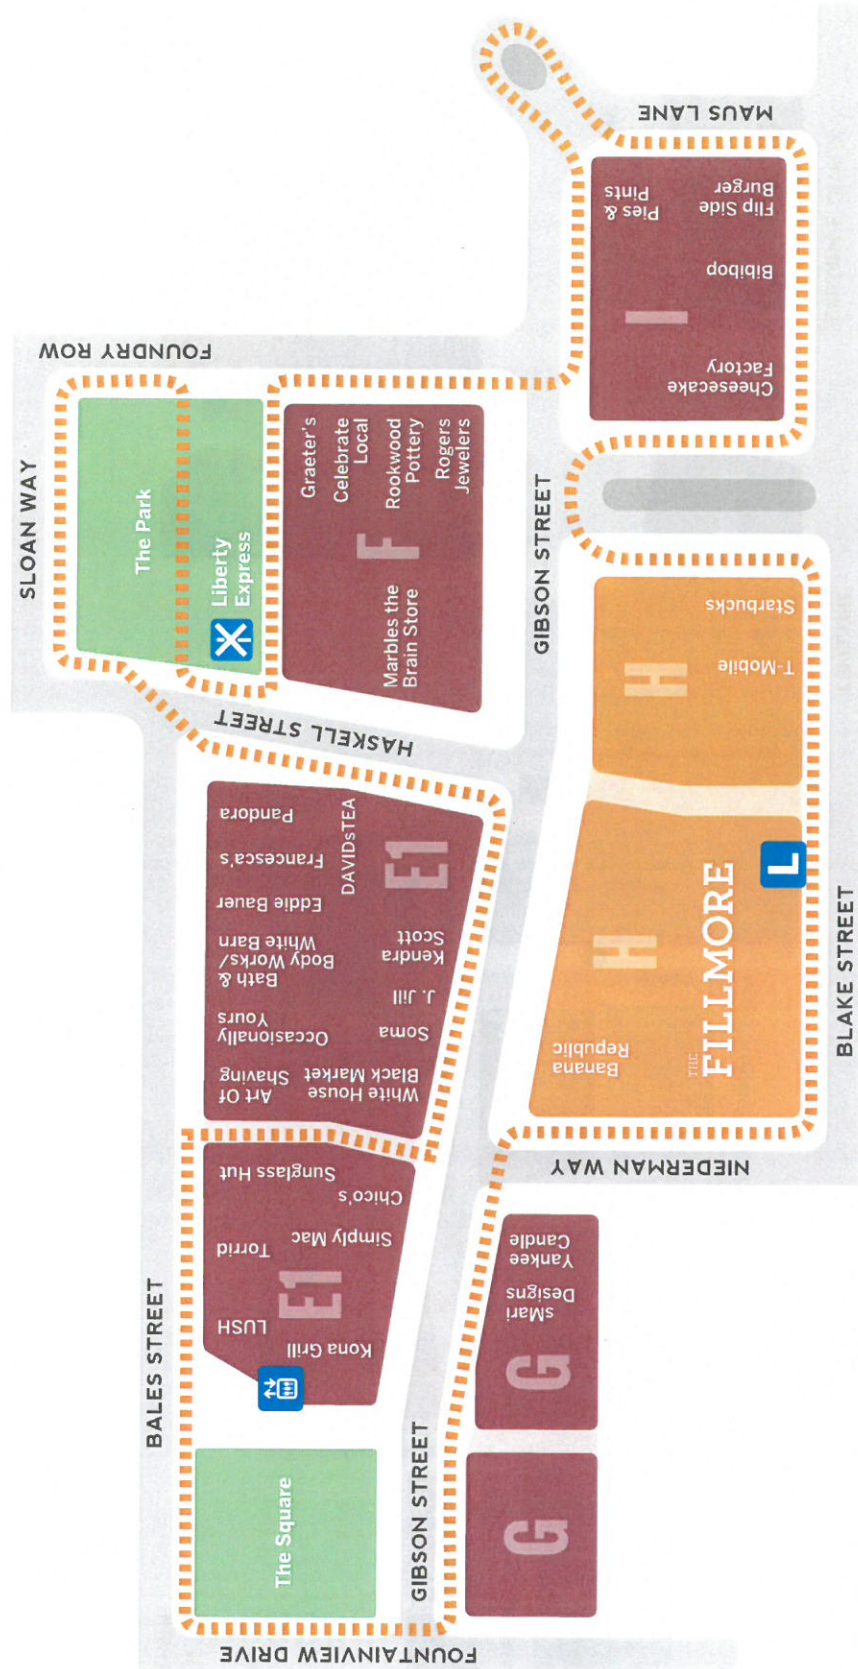 MAUS LANE
Pies &
Pints
Flip Side
Burger
Bibibop
I
Cheesecake
Factory
FOUNDRY ROW
SLOAN WAY
The Park
Liberty
Express
Graeter's
Celebrate
Local
Rookwood
Pottery
Rogers
Jewelers
F
Marbles the
Brain Store
GIBSON STREET
HASKELL STREET
Starbucks
T-Mobile
H
Pandora
Francesca's
DAVIDsTEA
Eddie Bauer
E1
Bath &
Body Works/
White Barn
Kendra
Scott
J. Jill
Occasionally
Yours
Soma
Art Of
Shaving
White House
Black Market
H
Banana
Republic
THE
FILLMORE
L
BLAKE STREET
NIEDERMAN WAY
Sunglass Hut
Chico's
Simply Mac
Torrid
E1
LUSH
Kona Grill
BALES STREET
Yankee
Candle
sMari
Designs
G
G
The Square
GIBSON STREET
FOUNTAINVIEW DRIVE